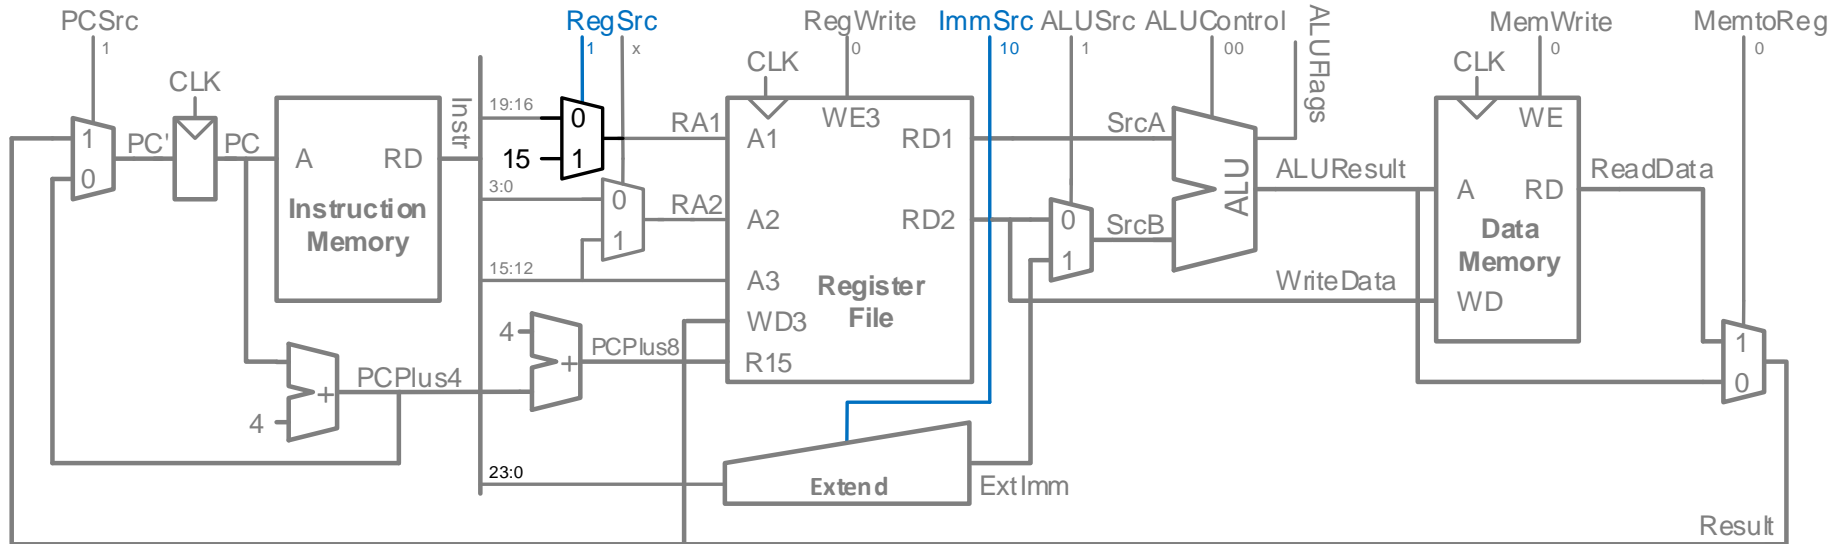 PCSrc RegSrc RegWrite ImmSrc ALUSrc ALUControl ALUFlags MemWrite MemtoReg
1 1 x 0 10 1 00 0 0
CLK CLK CLK
Instr
19:16 0 WE3 WE
1 PC' PC A RD 15 1 RA1 A1 RD1 SrcA
0 3:0 0 ALUResult A RD ReadData
Instruction
Memory
1 RA2 A2 RD2 0 SrcB ALU Data
Memory
15:12 A3 Register
File 1 WriteData WD
4 WD3
PCPlus8 + R15 1
PCPlus4 + 0
4
23:0 Extend ExtImm
Result